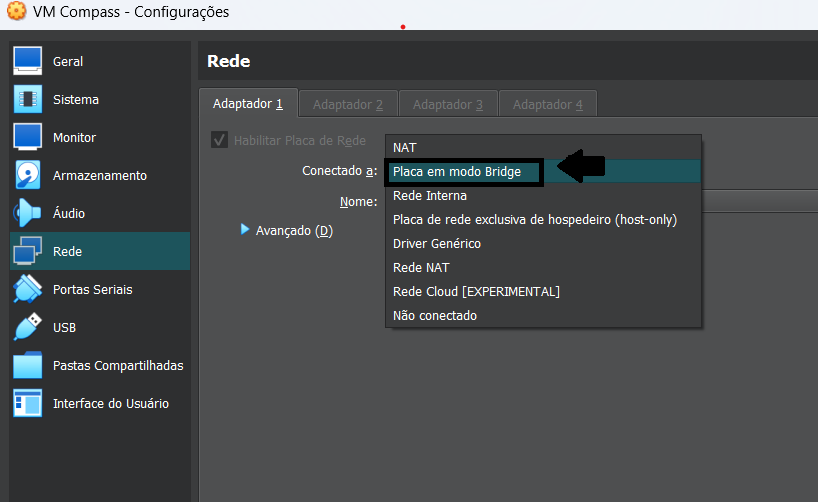 VM Compass - Configurações
Geral
Sistema
Monitor
Armazenamento
Áudio
Rede
Portas Seriais
USB
Pastas Compartilhadas
Interface do Usuário
Rede
Adaptador 1
Adaptador 2
Adaptador 3
Adaptador 4
Habilitar Placa de Rede
Conectado a:
Nome:
Avançado (D)
NAT
Placa em modo Bridge
Rede Interna
Placa de rede exclusiva de hospedeiro (host-only)
Driver Genérico
Rede NAT
Rede Cloud [EXPERIMENTAL]
Não conectado